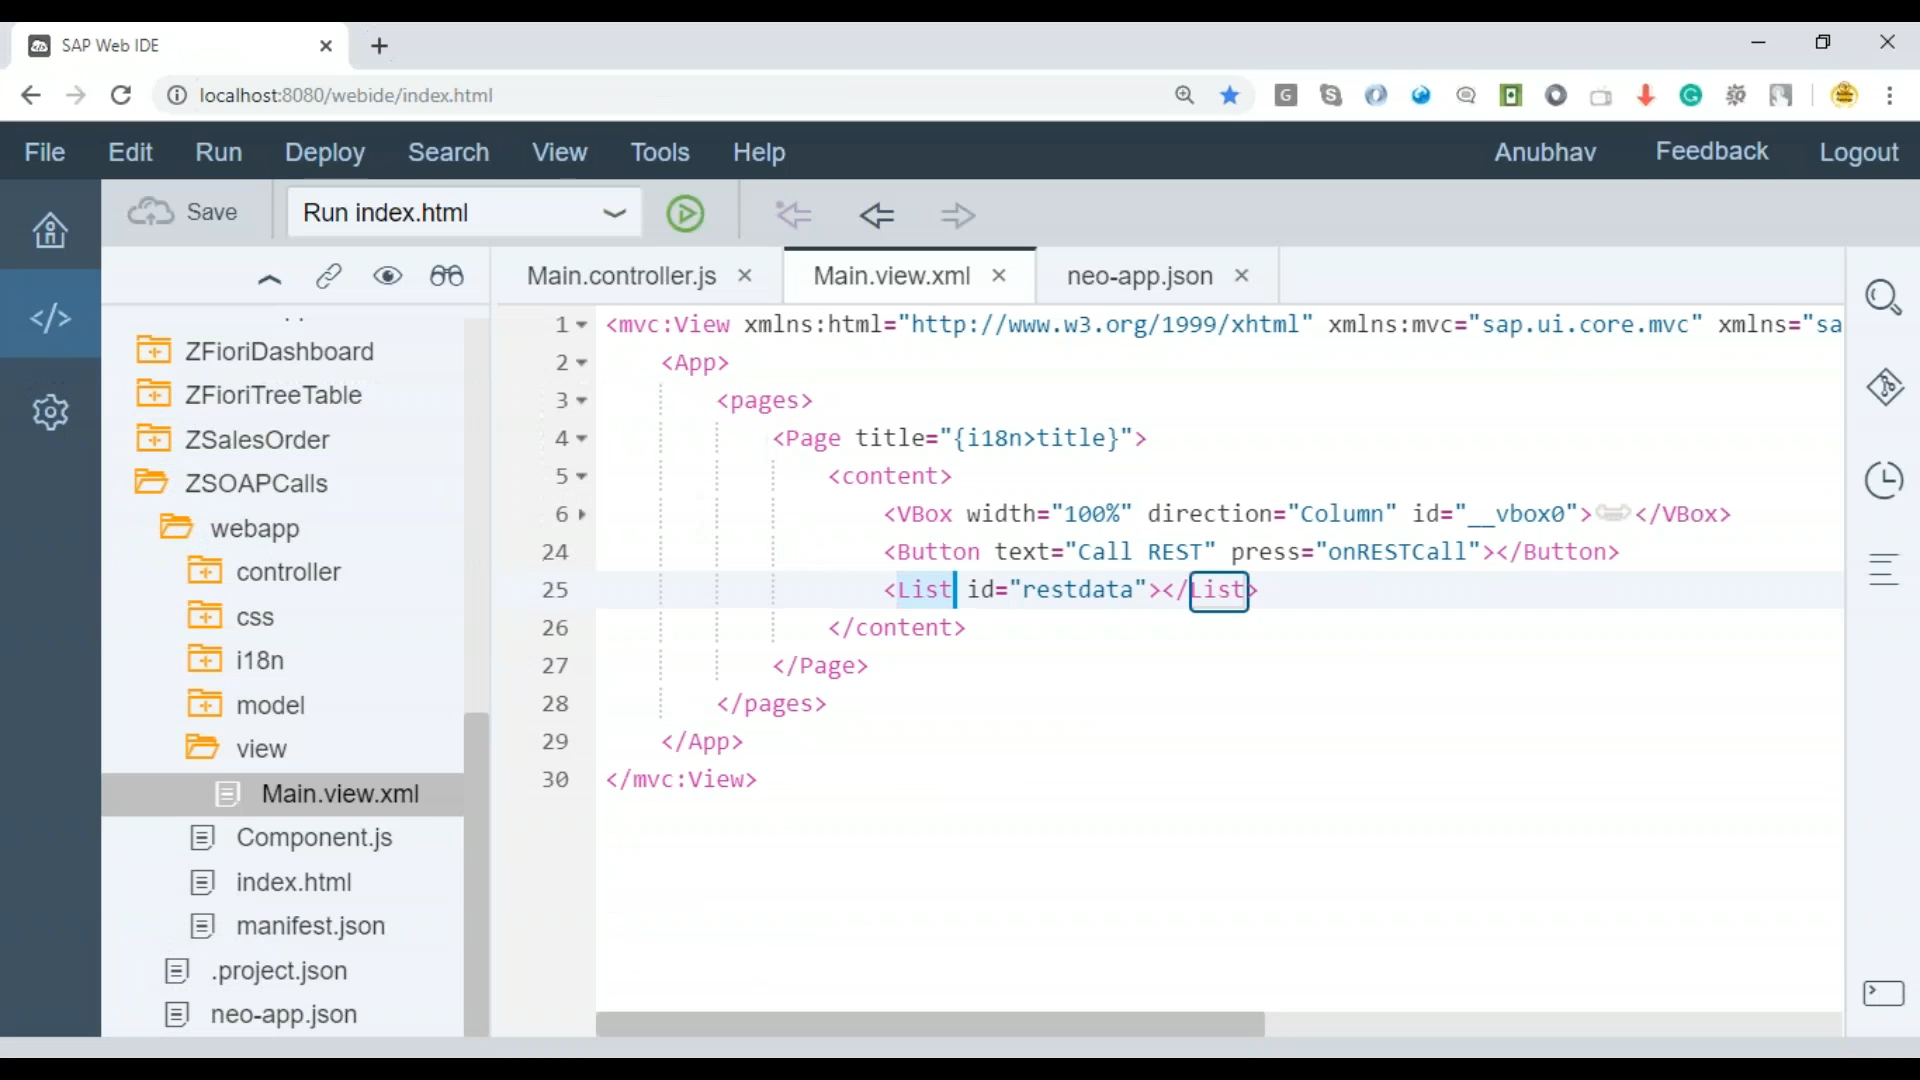 SAP Web IDE
localhost:8080/webide/index.html
File Edit Run Deploy Search View Tools Help Anubhav Feedback Logout
Save Run index.html
Main.controller.js Main.view.xml neo-app.json
ZFioriDashboard
ZFioriTreeTable
ZSalesOrder
ZSOAPCalls
webapp
controller
css
i18n
model
view
Main.view.xml
Component.js
index.html
manifest.json
.project.json
neo-app.json
1 <mvc:View xmlns:html="http://www.w3.org/1999/xhtml" xmlns:mvc="sap.ui.core.mvc" xmlns="sa
2 <App>
3 <pages>
4 <Page title="{i18n>title}">
5 <content>
6 <VBox width="100%" direction="Column" id="__vbox0"></VBox>
24 <Button text="Call REST" press="onRESTCall"></Button>
25 <List id="restdata"></List>
26 </content>
27 </Page>
28 </pages>
29 </App>
30 </mvc:View>